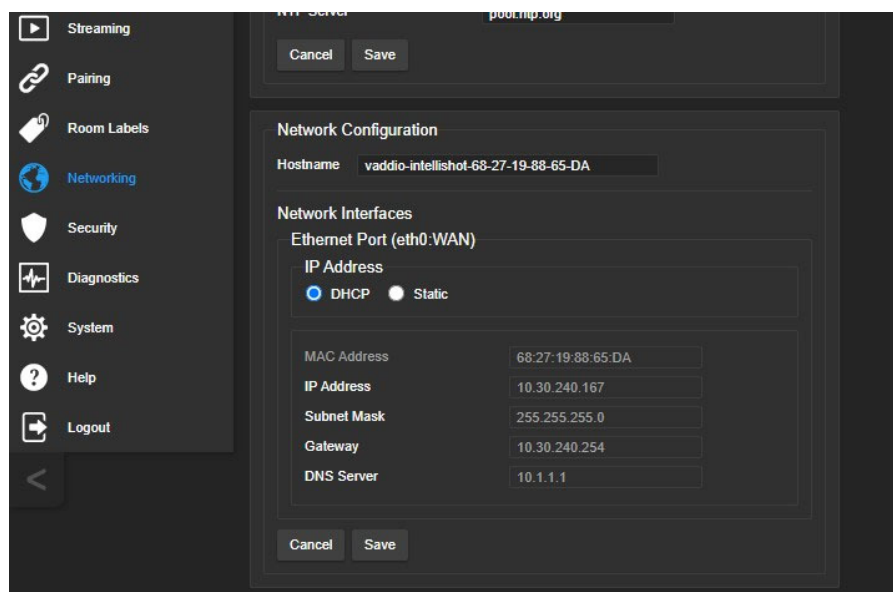 Streaming
Pairing
Room Labels
Networking
Security
Diagnostics
System
Help
Logout
<
NTP Server pool.ntp.org
Cancel Save
Network Configuration
Hostname vaddio-intellishot-68-27-19-88-65-DA
Network Interfaces
Ethernet Port (eth0:WAN)
IP Address
DHCP Static
MAC Address 68:27:19:88:65:DA
IP Address 10.30.240.167
Subnet Mask 255.255.255.0
Gateway 10.30.240.254
DNS Server 10.1.1.1
Cancel Save